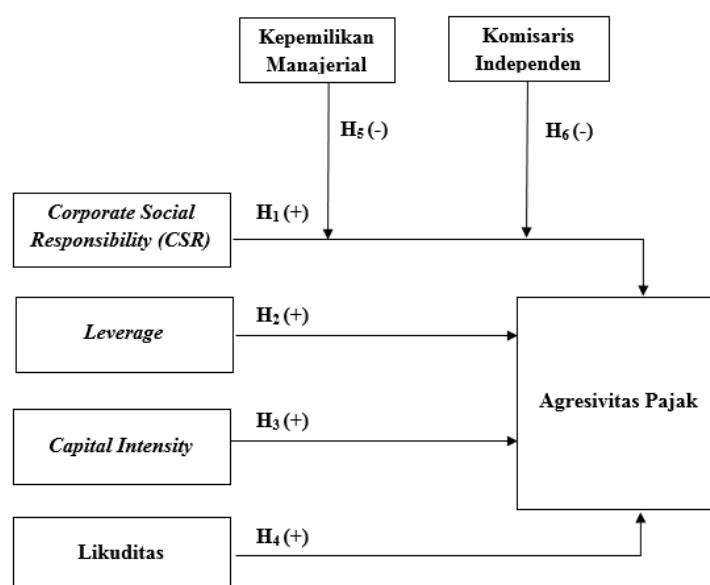 Kepemilikan
Manajerial
Komisaris
Independen
H₅ (-)
H₆ (-)
Corporate Social
Responsibility (CSR)
H₁ (+)
Leverage
H₂ (+)
Agresivitas Pajak
Capital Intensity
H₃ (+)
Likuditas
H₄ (+)